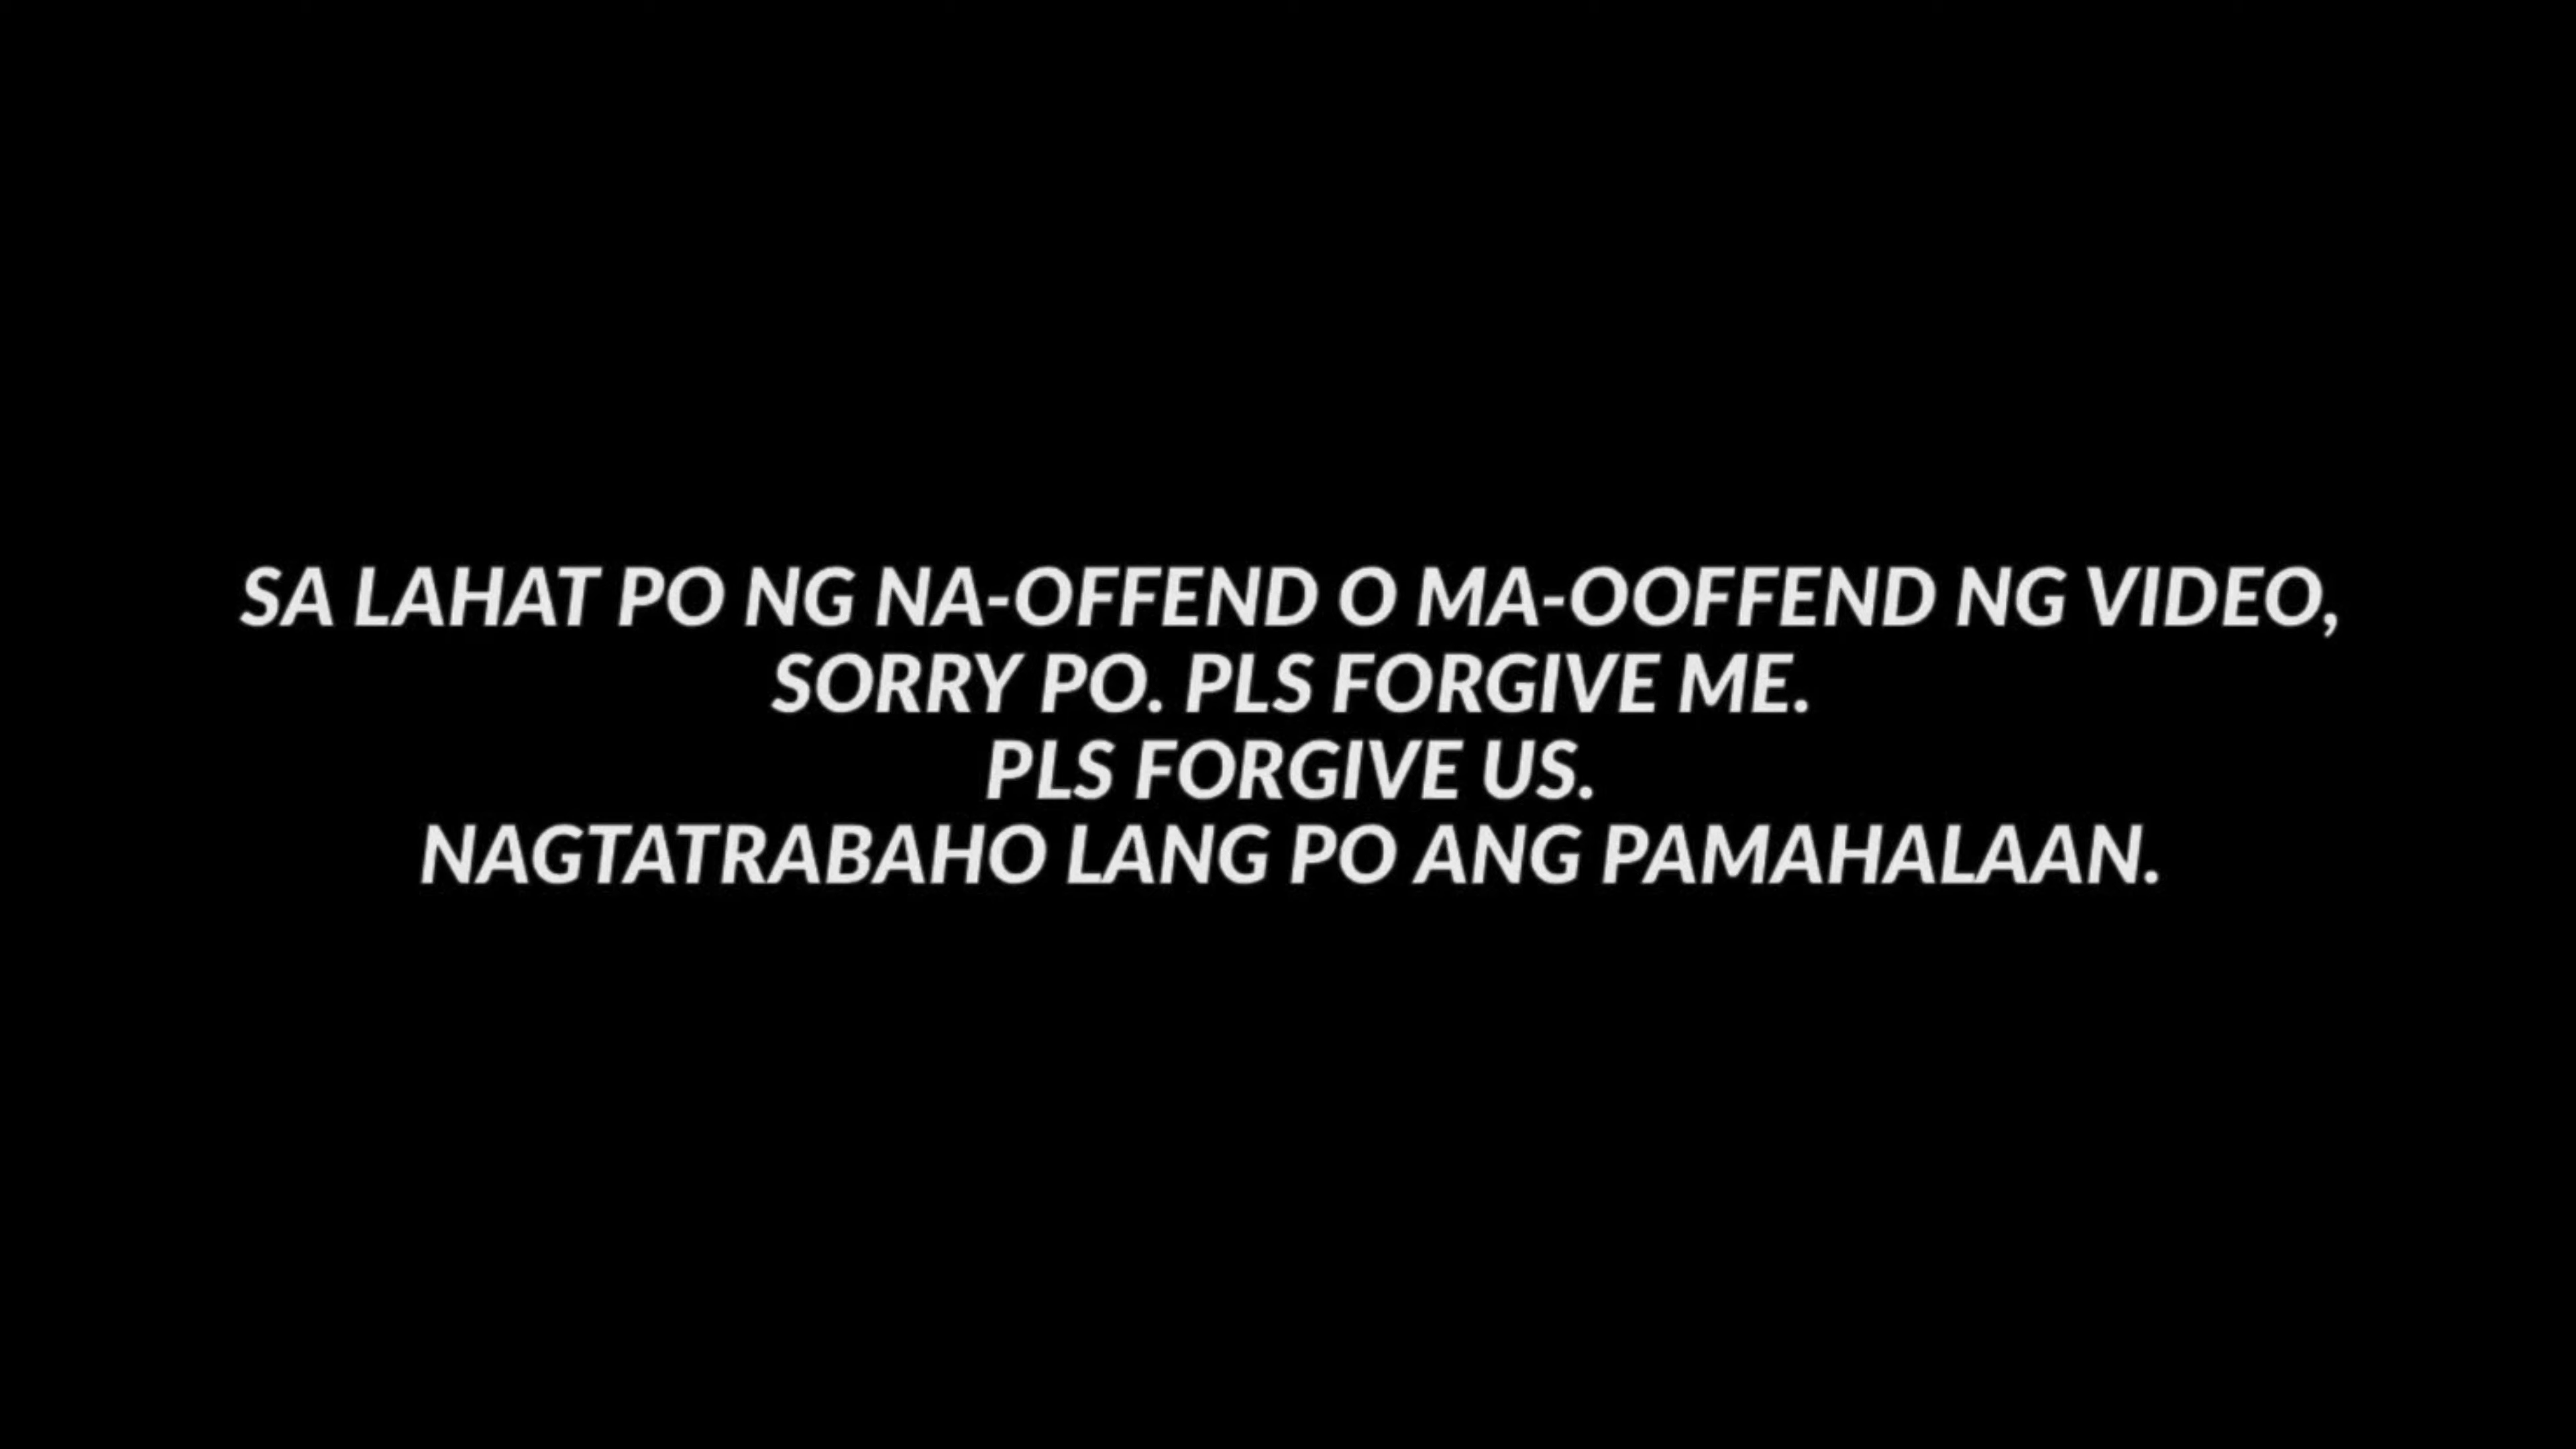 SA LAHAT PO NG NA-OFFEND O MA-OOFFEND NG VIDEO,
SORRY PO. PLS FORGIVE ME.
PLS FORGIVE US.
NAGTATRABAHO LANG PO ANG PAMAHALAAN.